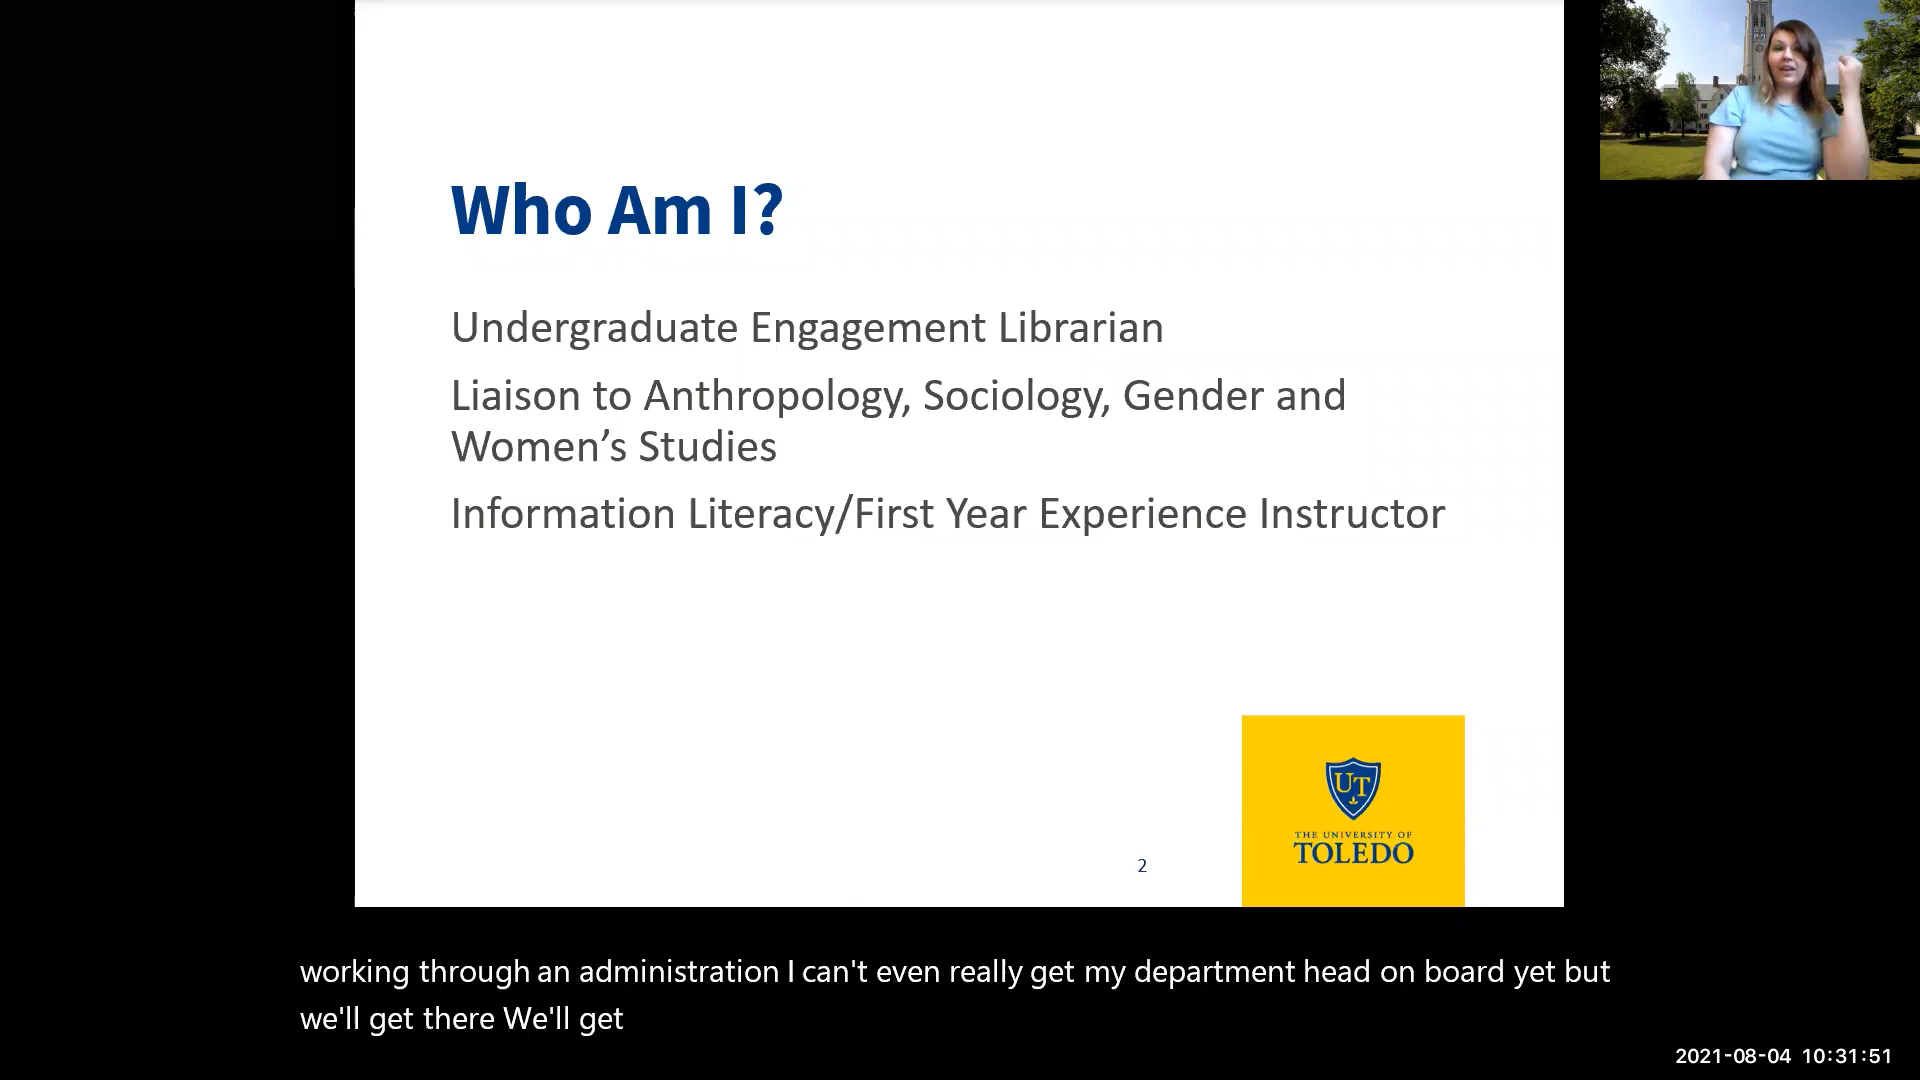 Who Am I?
Undergraduate Engagement Librarian
Liaison to Anthropology, Sociology, Gender and
Women’s Studies
Information Literacy/First Year Experience Instructor
UT
THE UNIVERSITY OF
TOLEDO
2
working through an administration I can't even really get my department head on board yet but
we'll get there We'll get
2021-08-04 10:31:51